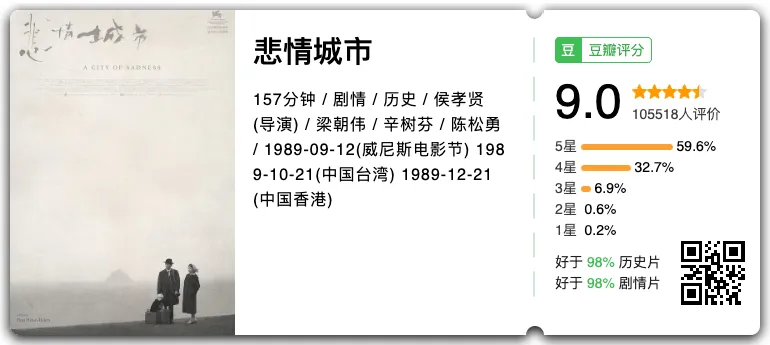 悲情城市
A CITY OF SADNESS
悲情城市
157分钟 / 剧情 / 历史 / 侯孝贤
(导演) / 梁朝伟 / 辛树芬 / 陈松勇
/ 1989-09-12(威尼斯电影节) 198
9-10-21(中国台湾) 1989-12-21
(中国香港)
豆 豆瓣评分
9.0
105518人评价
5星 59.6%
4星 32.7%
3星 6.9%
2星 0.6%
1星 0.2%
好于 98% 历史片
好于 98% 剧情片